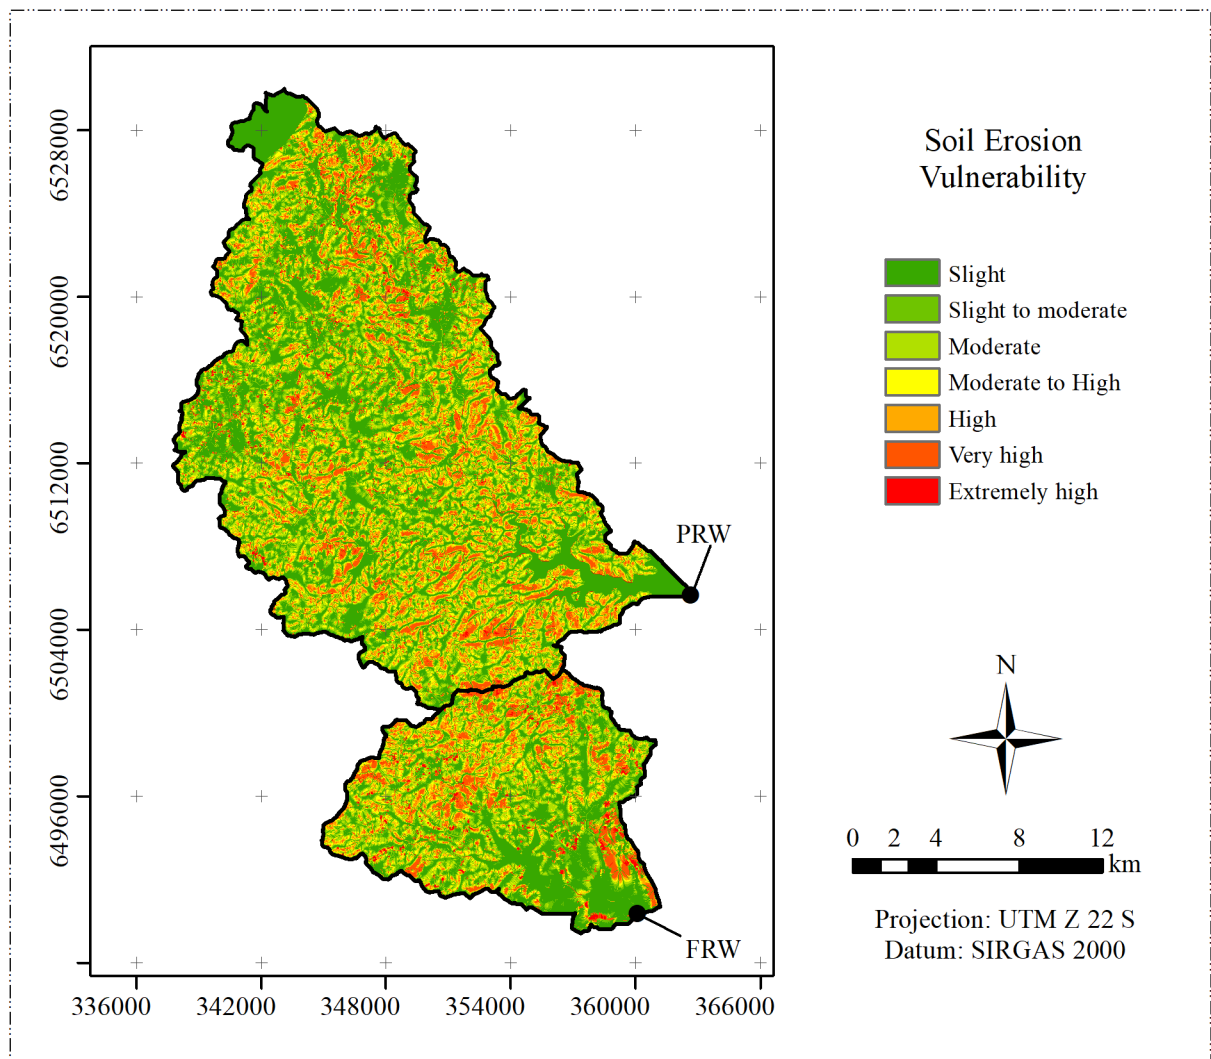 Soil Erosion
Vulnerability
Slight
Slight to moderate
Moderate
Moderate to High
High
Very high
Extremely high
6528000
6520000
6512000
6504000
6496000
336000 342000 348000 354000 360000 366000
PRW
FRW
N
0 2 4 8 12
km
Projection: UTM Z 22 S
Datum: SIRGAS 2000